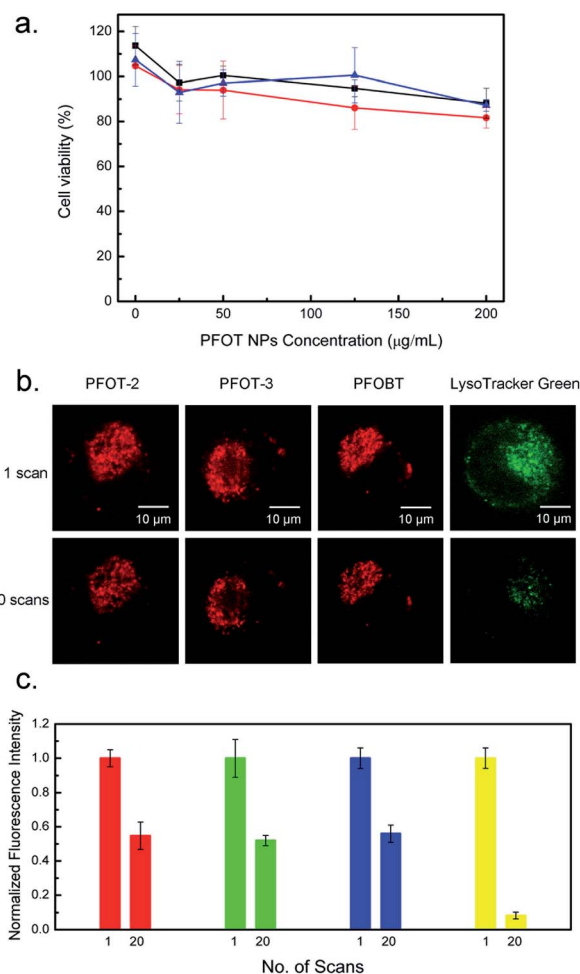 a.
120
100
80
60
40
20
0
Cell viability (%)
0 50 100 150 200
PFOT NPs Concentration (μg/mL)
b.
PFOT-2 PFOT-3 PFOBT LysoTracker Green
1 scan
10 μm 10 μm 10 μm 10 μm
0 scans
c.
1.2
1.0
0.8
0.6
0.4
0.2
0.0
Normalized Fluorescence Intensity
1 20 1 20 1 20 1 20
No. of Scans